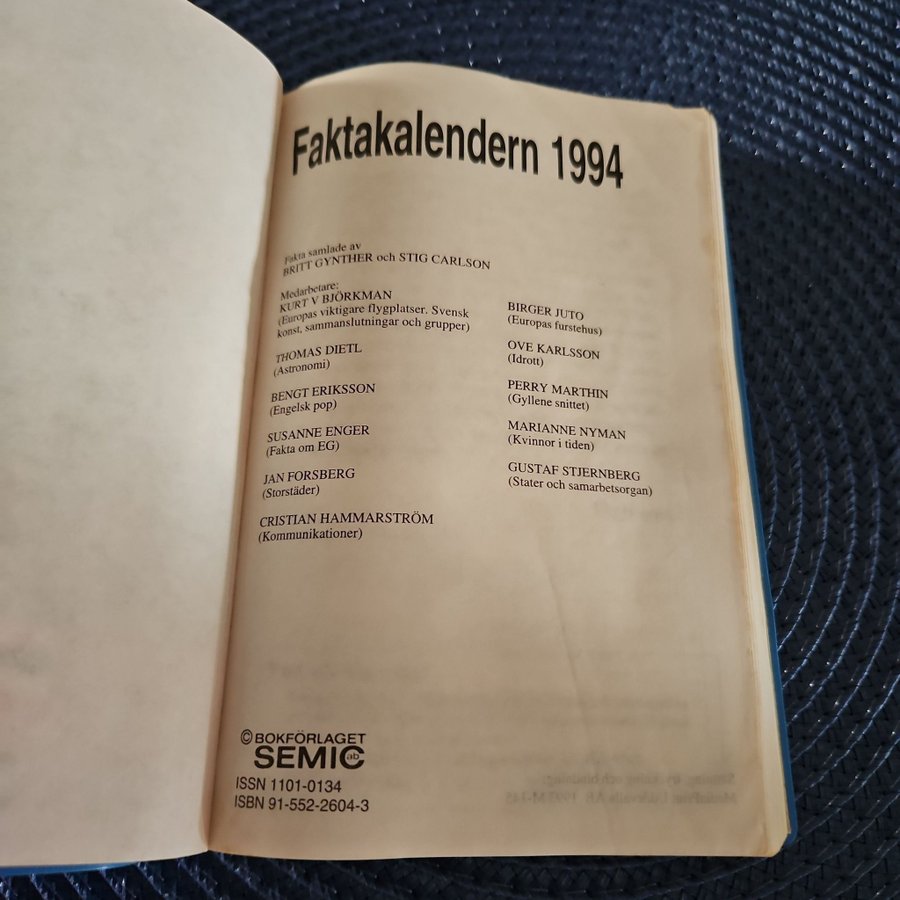 Faktakalendern 1994
Fakta samlade av
BRITT GYNTHER och STIG CARLSON
Medarbetare:
KURT V BJÖRKMAN
(Europas viktigare flygplatser. Svensk
konst, sammanslutningar och grupper)
THOMAS DIETL
(Astronomi)
BENGT ERIKSSON
(Engelsk pop)
SUSANNE ENGER
(Fakta om EG)
JAN FORSBERG
(Storstäder)
CRISTIAN HAMMARSTRÖM
(Kommunikationer)
BIRGER JUTO
(Europas furstehus)
OVE KARLSSON
(Idrott)
PERRY MARTHIN
(Gyllene snittet)
MARIANNE NYMAN
(Kvinnor i tiden)
GUSTAF STJERNBERG
(Stater och samarbetsorgan)
© BOKFÖRLAGET
SEMIC ab
ISSN 1101-0134
ISBN 91-552-2604-3